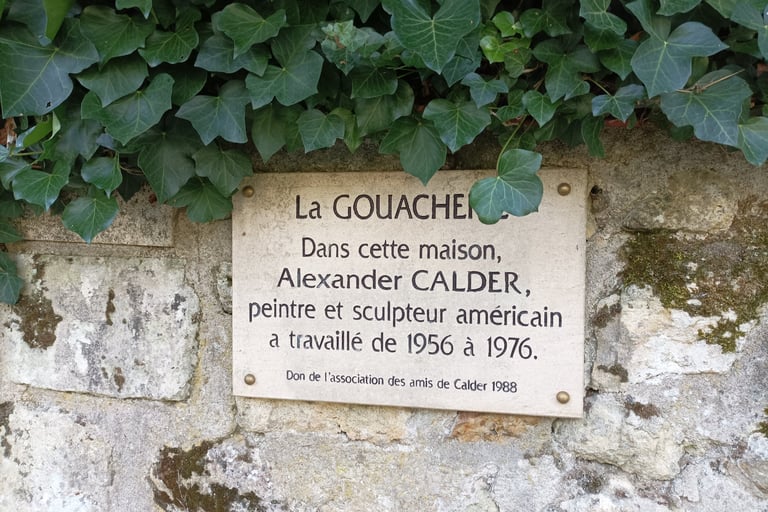 La GOUACHERIE
Dans cette maison,
Alexander CALDER,
peintre et sculpteur américain
a travaillé de 1956 à 1976.
Don de l'association des amis de Calder 1988